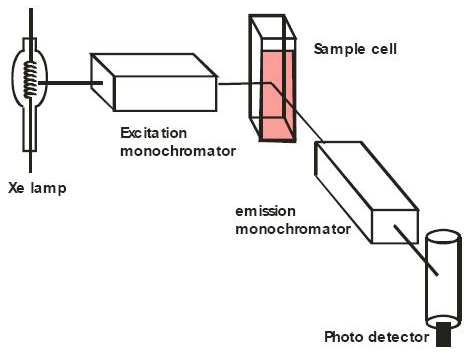 Sample cell
Excitation
monochromator
Xe lamp
emission
monochromator
Photo detector